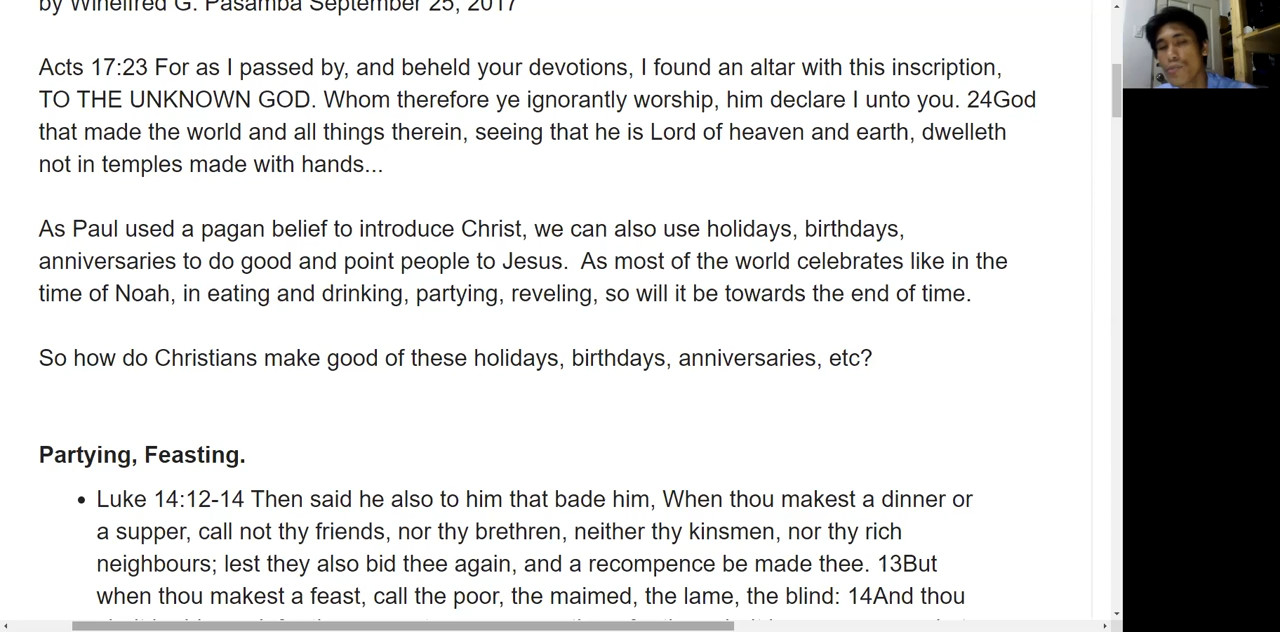 by Winefred G. Pasamba September 25, 2017
Acts 17:23 For as I passed by, and beheld your devotions, I found an altar with this inscription,
TO THE UNKNOWN GOD. Whom therefore ye ignorantly worship, him declare I unto you. 24God
that made the world and all things therein, seeing that he is Lord of heaven and earth, dwelleth
not in temples made with hands...
As Paul used a pagan belief to introduce Christ, we can also use holidays, birthdays,
anniversaries to do good and point people to Jesus.  As most of the world celebrates like in the
time of Noah, in eating and drinking, partying, reveling, so will it be towards the end of time.
So how do Christians make good of these holidays, birthdays, anniversaries, etc?
Partying, Feasting.
• Luke 14:12-14 Then said he also to him that bade him, When thou makest a dinner or
a supper, call not thy friends, nor thy brethren, neither thy kinsmen, nor thy rich
neighbours; lest they also bid thee again, and a recompence be made thee. 13But
when thou makest a feast, call the poor, the maimed, the lame, the blind: 14And thou